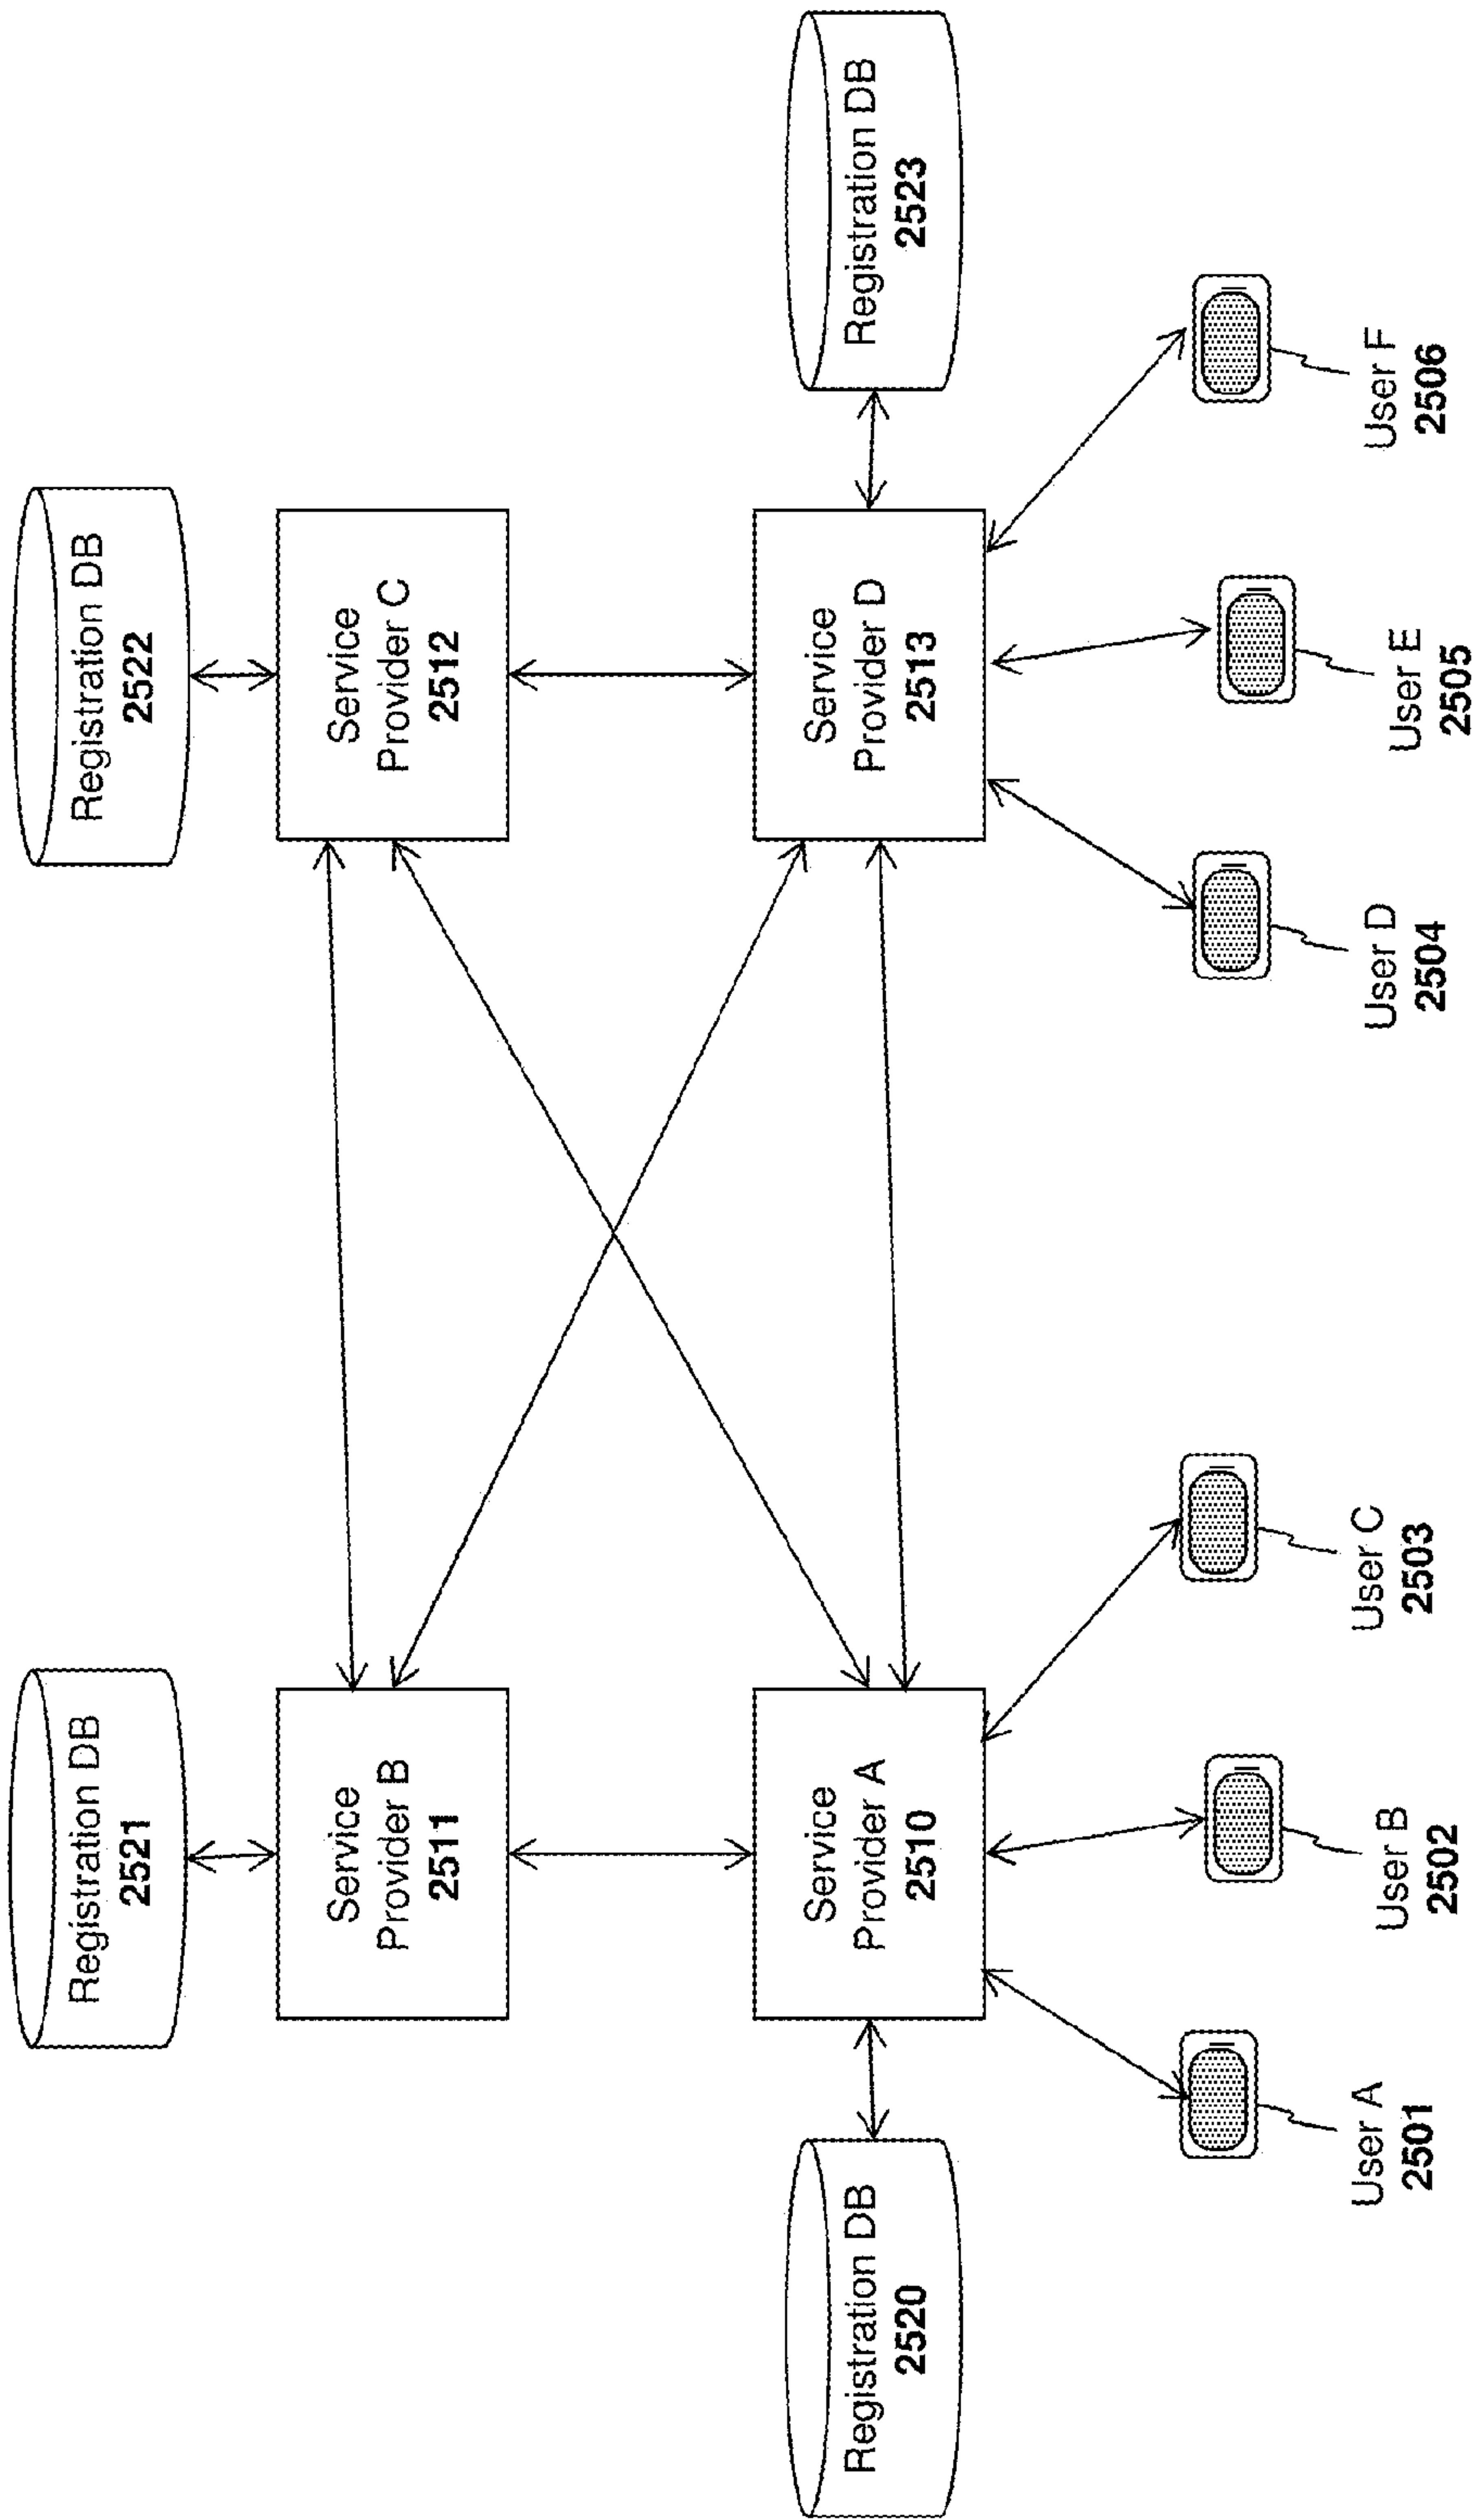 Registration DB
2521
Registration DB
2522
Service
Provider B
2511
Service
Provider C
2512
Registration DB
2520
Service
Provider A
2510
Service
Provider D
2513
Registration DB
2523
User A
2501
User B
2502
User C
2503
User D
2504
User E
2505
User F
2506